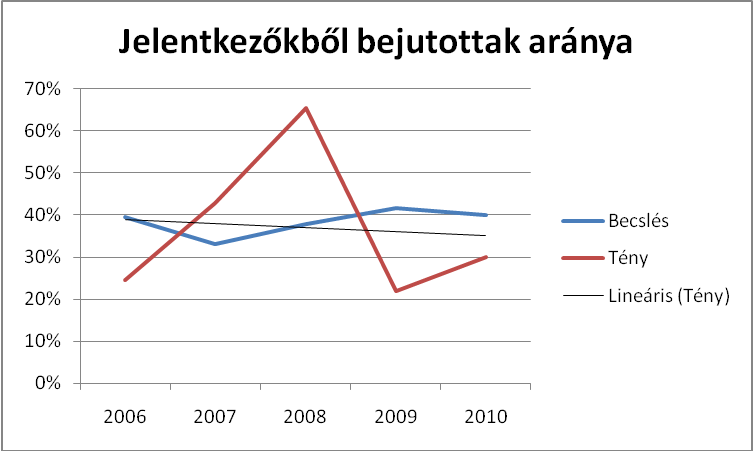 Jelentkezőkből bejutottak aránya
70%
60%
50%
40%
30%
20%
10%
0%
2006 2007 2008 2009 2010
Becslés
Tény
Lineáris (Tény)